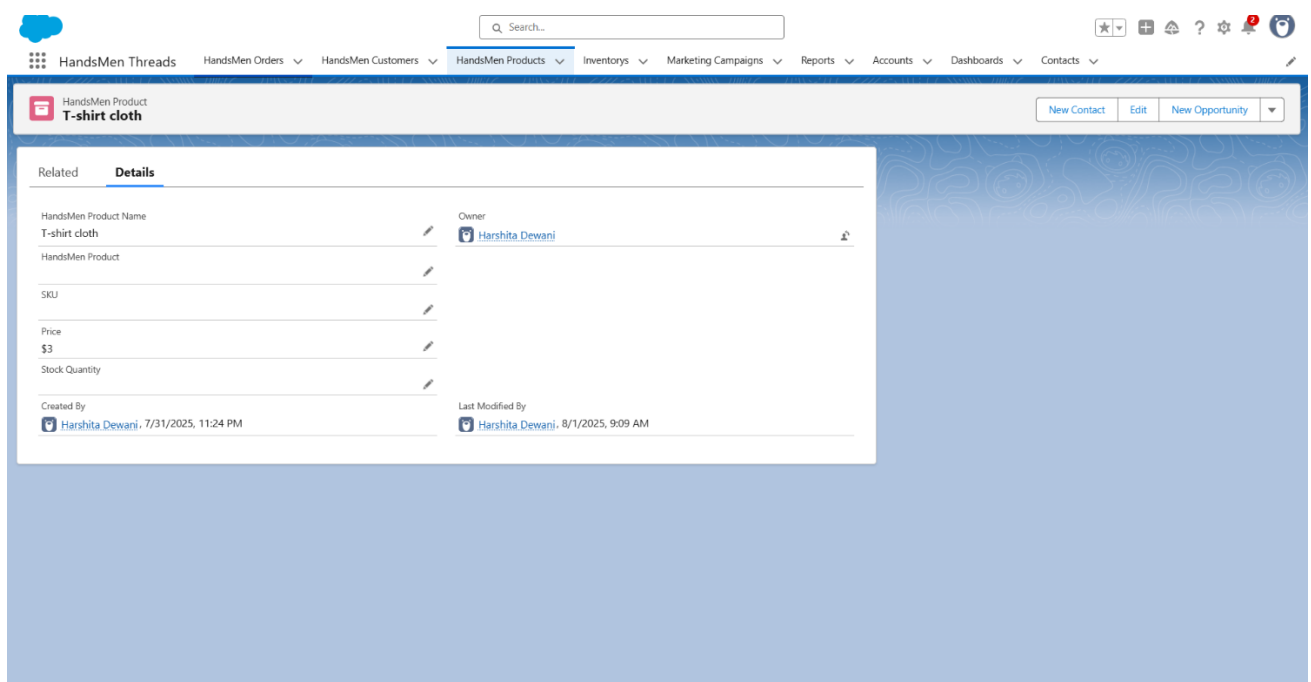 Search...
2
HandsMen Threads HandsMen Orders HandsMen Customers HandsMen Products Inventorys Marketing Campaigns Reports Accounts Dashboards Contacts
HandsMen Product
T-shirt cloth
New Contact Edit New Opportunity
Related Details
HandsMen Product Name Owner
T-shirt cloth Harshita Dewani
HandsMen Product
SKU
Price
$3
Stock Quantity
Created By Last Modified By
Harshita Dewani, 7/31/2025, 11:24 PM Harshita Dewani, 8/1/2025, 9:09 AM